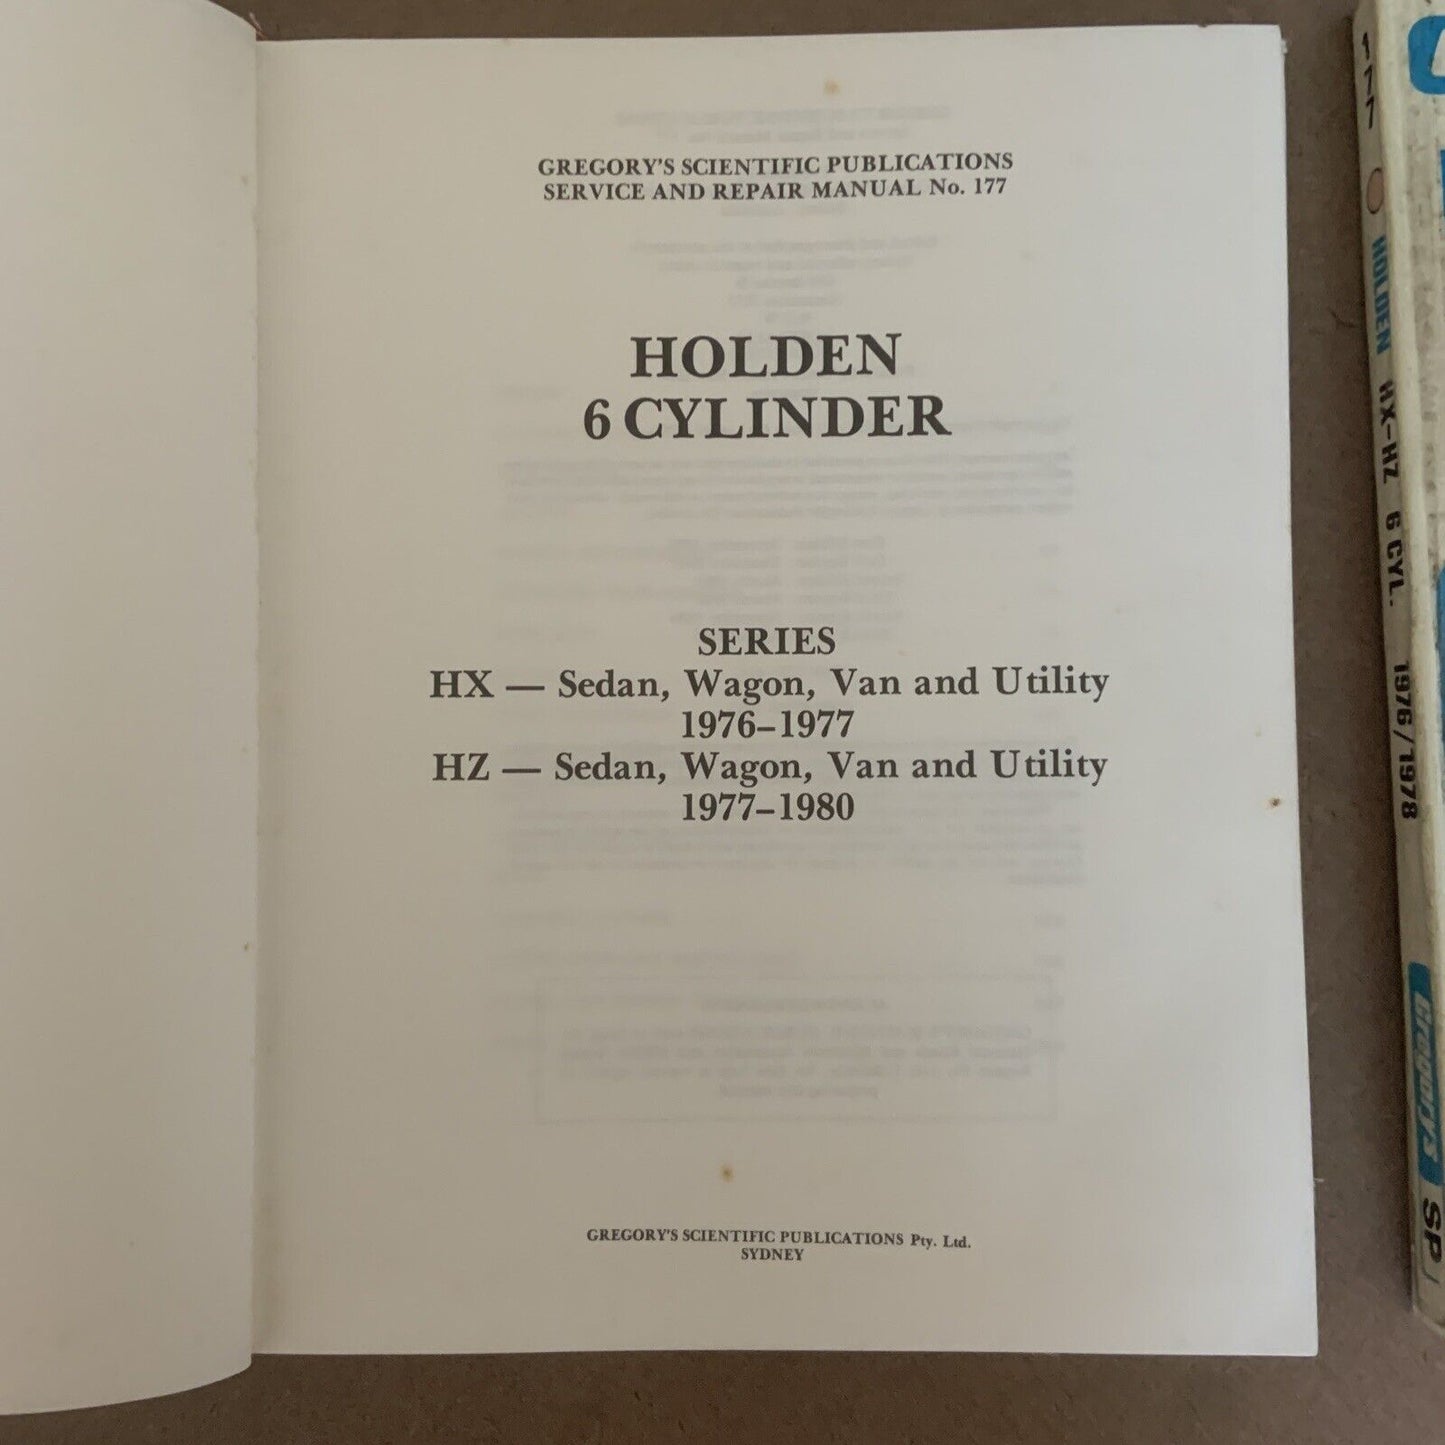 GREGORY'S SCIENTIFIC PUBLICATIONS
SERVICE AND REPAIR MANUAL No. 177
HOLDEN
6 CYLINDER
SERIES
HX — Sedan, Wagon, Van and Utility
1976–1977
HZ — Sedan, Wagon, Van and Utility
1977–1980
GREGORY'S SCIENTIFIC PUBLICATIONS Pty. Ltd.
SYDNEY
177 HOLDEN HX-HZ 6 CYL. 1976/1978 Gregory's SP